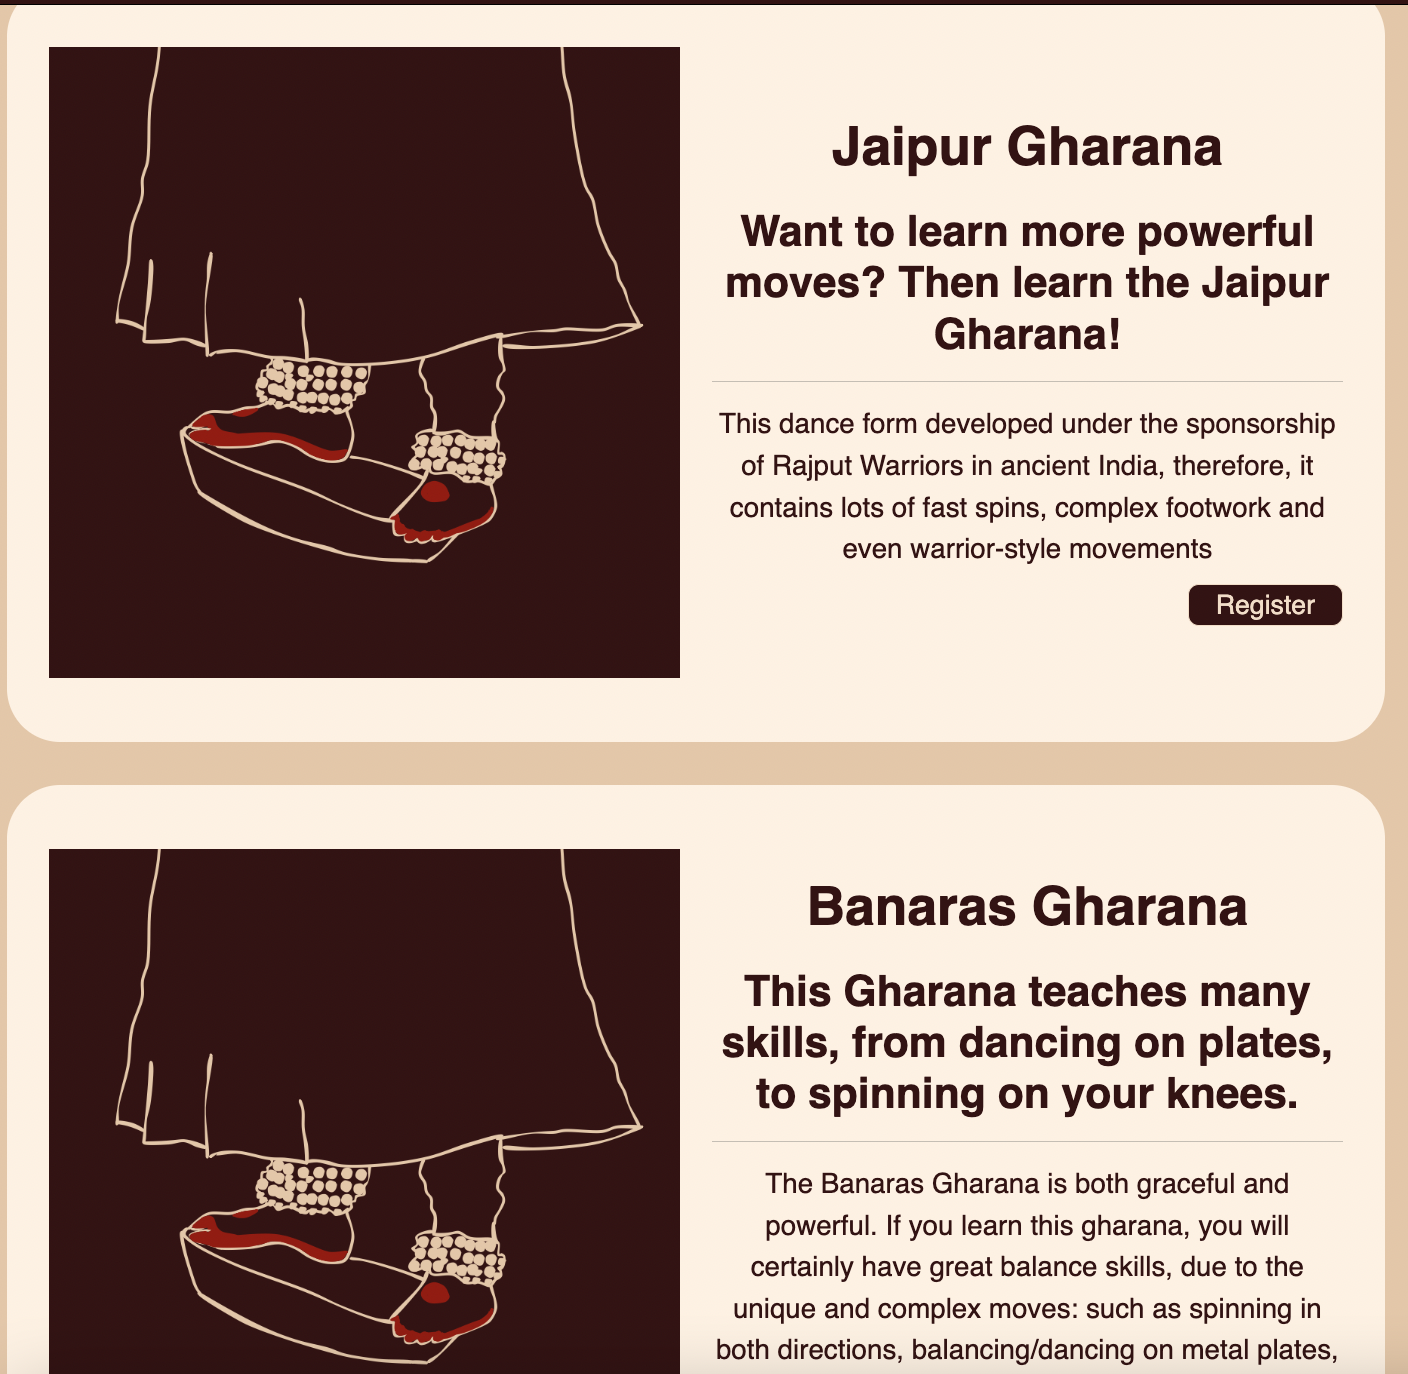 Jaipur Gharana
Want to learn more powerful
moves? Then learn the Jaipur
Gharana!
This dance form developed under the sponsorship
of Rajput Warriors in ancient India, therefore, it
contains lots of fast spins, complex footwork and
even warrior-style movements
Register
Banaras Gharana
This Gharana teaches many
skills, from dancing on plates,
to spinning on your knees.
The Banaras Gharana is both graceful and
powerful. If you learn this gharana, you will
certainly have great balance skills, due to the
unique and complex moves: such as spinning in
both directions, balancing/dancing on metal plates,